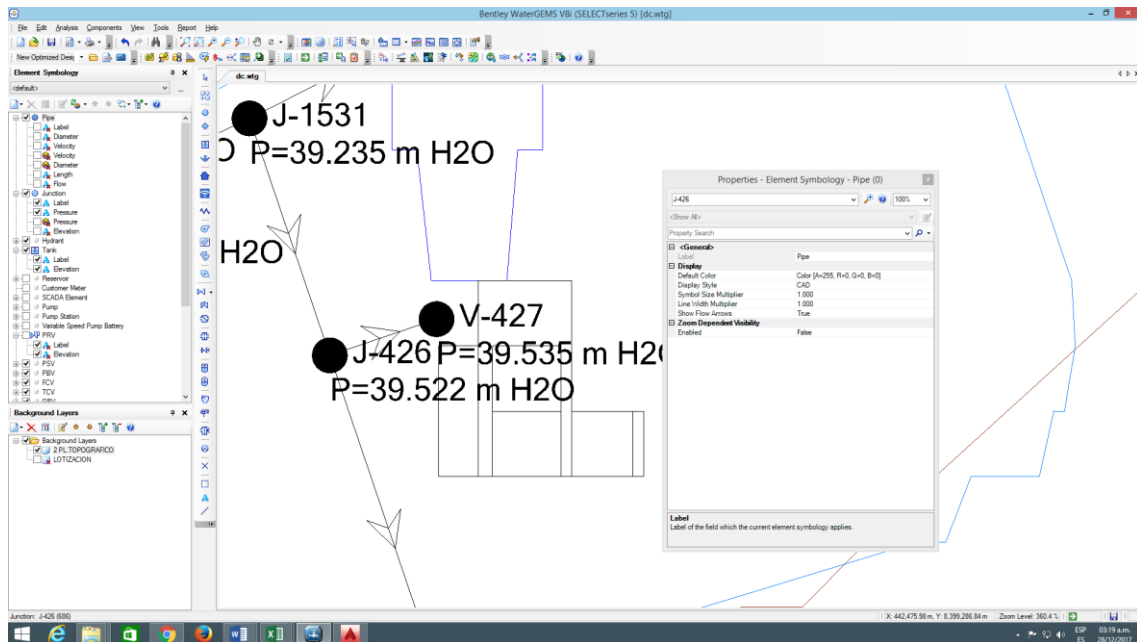 Bentley WaterGEMS V8i (SELECTseries 5) [dc.wtg]
File Edit Analysis Components View Tools Report Help
New Optimized Desi
Element Symbology
<default>
...
Pipe
Label
Diameter
Velocity
Velocity
Diameter
Length
Flow
Junction
Label
Pressure
Pressure
Elevation
Hydrant
Tank
Label
Elevation
Reservoir
Customer Meter
SCADA Element
Pump
Pump Station
Variable Speed Pump Battery
PRV
Label
Elevation
PSV
PBV
FCV
TCV
GPV
Background Layers
Background Layers
2 PL.TOPOGRAFICO
LOTIZACION
dc.wtg
J-1531
O P=39.235 m H2O
H2O
V-427
J-426 P=39.535 m H2O
P=39.522 m H2O
Properties - Element Symbology - Pipe (0)
J-426 100%
<Show All>
Property Search
<General>
Label Pipe
Display
Default Color Color [A=255, R=0, G=0, B=0]
Display Style CAD
Symbol Size Multiplier 1.000
Line Width Multiplier 1.000
Show Flow Arrows True
Zoom Dependent Visibility
Enabled False
Label
Label of the field which the current element symbology applies.
Junction: J-426 (686) X: 442,475.98 m, Y: 8,399,286.84 m Zoom Level: 360.4 %
ESP 03:19 a.m.
ES 28/12/2017